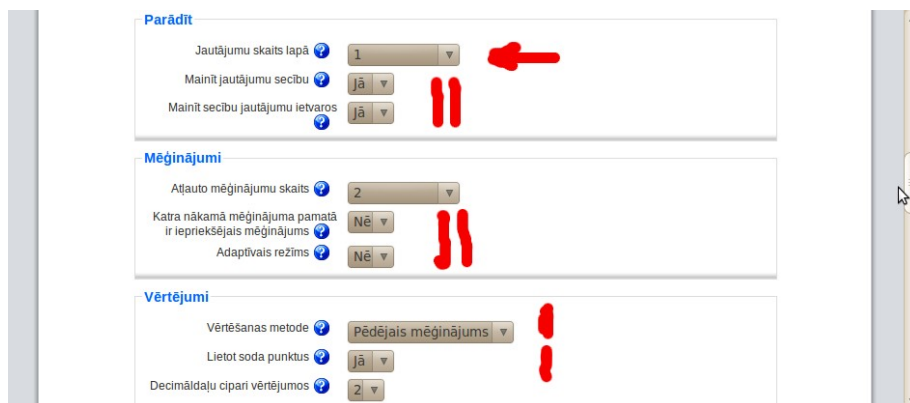 Parādīt
Jautājumu skaits lapā 1
Mainīt jautājumu secību Jā
Mainīt secību jautājumu ietvaros Jā
Mēģinājumi
Atļauto mēģinājumu skaits 2
Katra nākamā mēģinājuma pamatā
ir iepriekšējais mēģinājums Nē
Adaptīvais režīms Nē
Vērtējumi
Vērtēšanas metode Pēdējais mēģinājums
Lietot soda punktus Jā
Decimāldaļu cipari vērtējumos 2